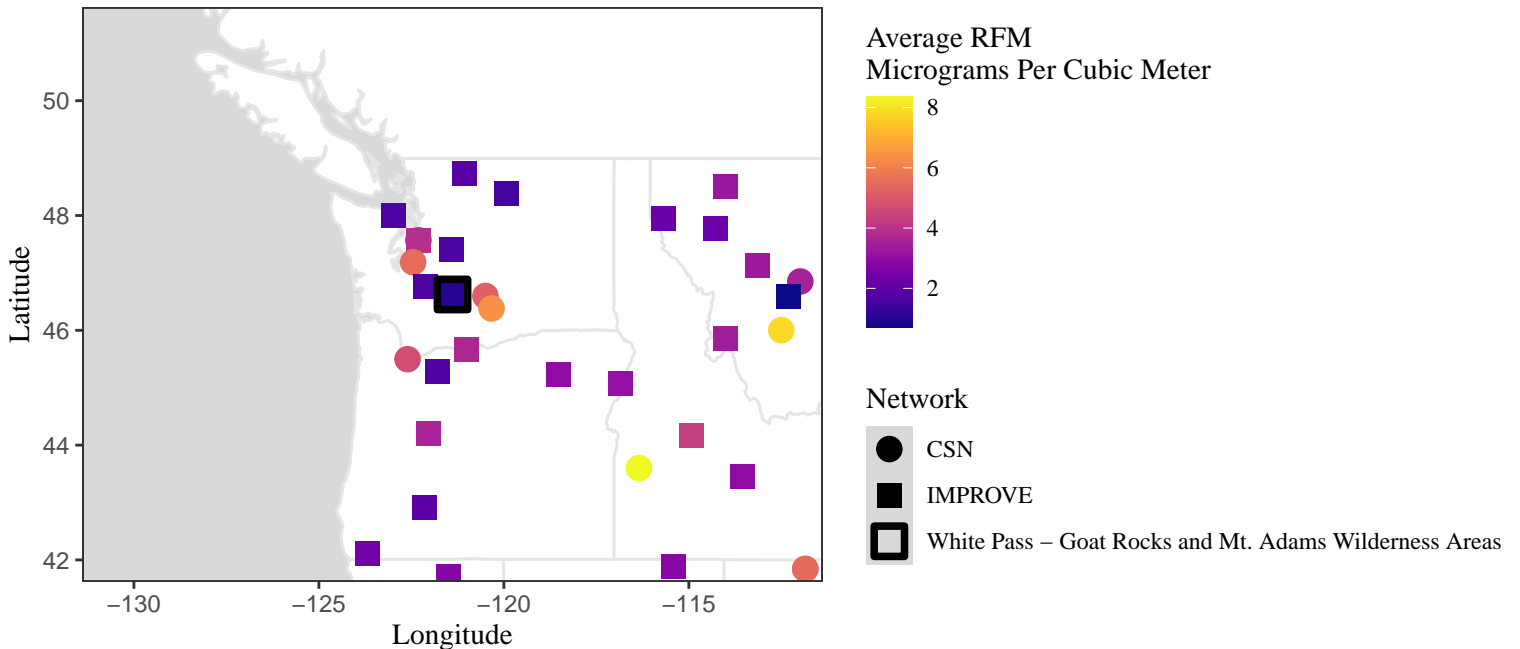 Latitude
50
48
46
44
42
−130
−125
−120
−115
Longitude
Average RFM
Micrograms Per Cubic Meter
8
6
4
2
Network
CSN
IMPROVE
White Pass − Goat Rocks and Mt. Adams Wilderness Areas